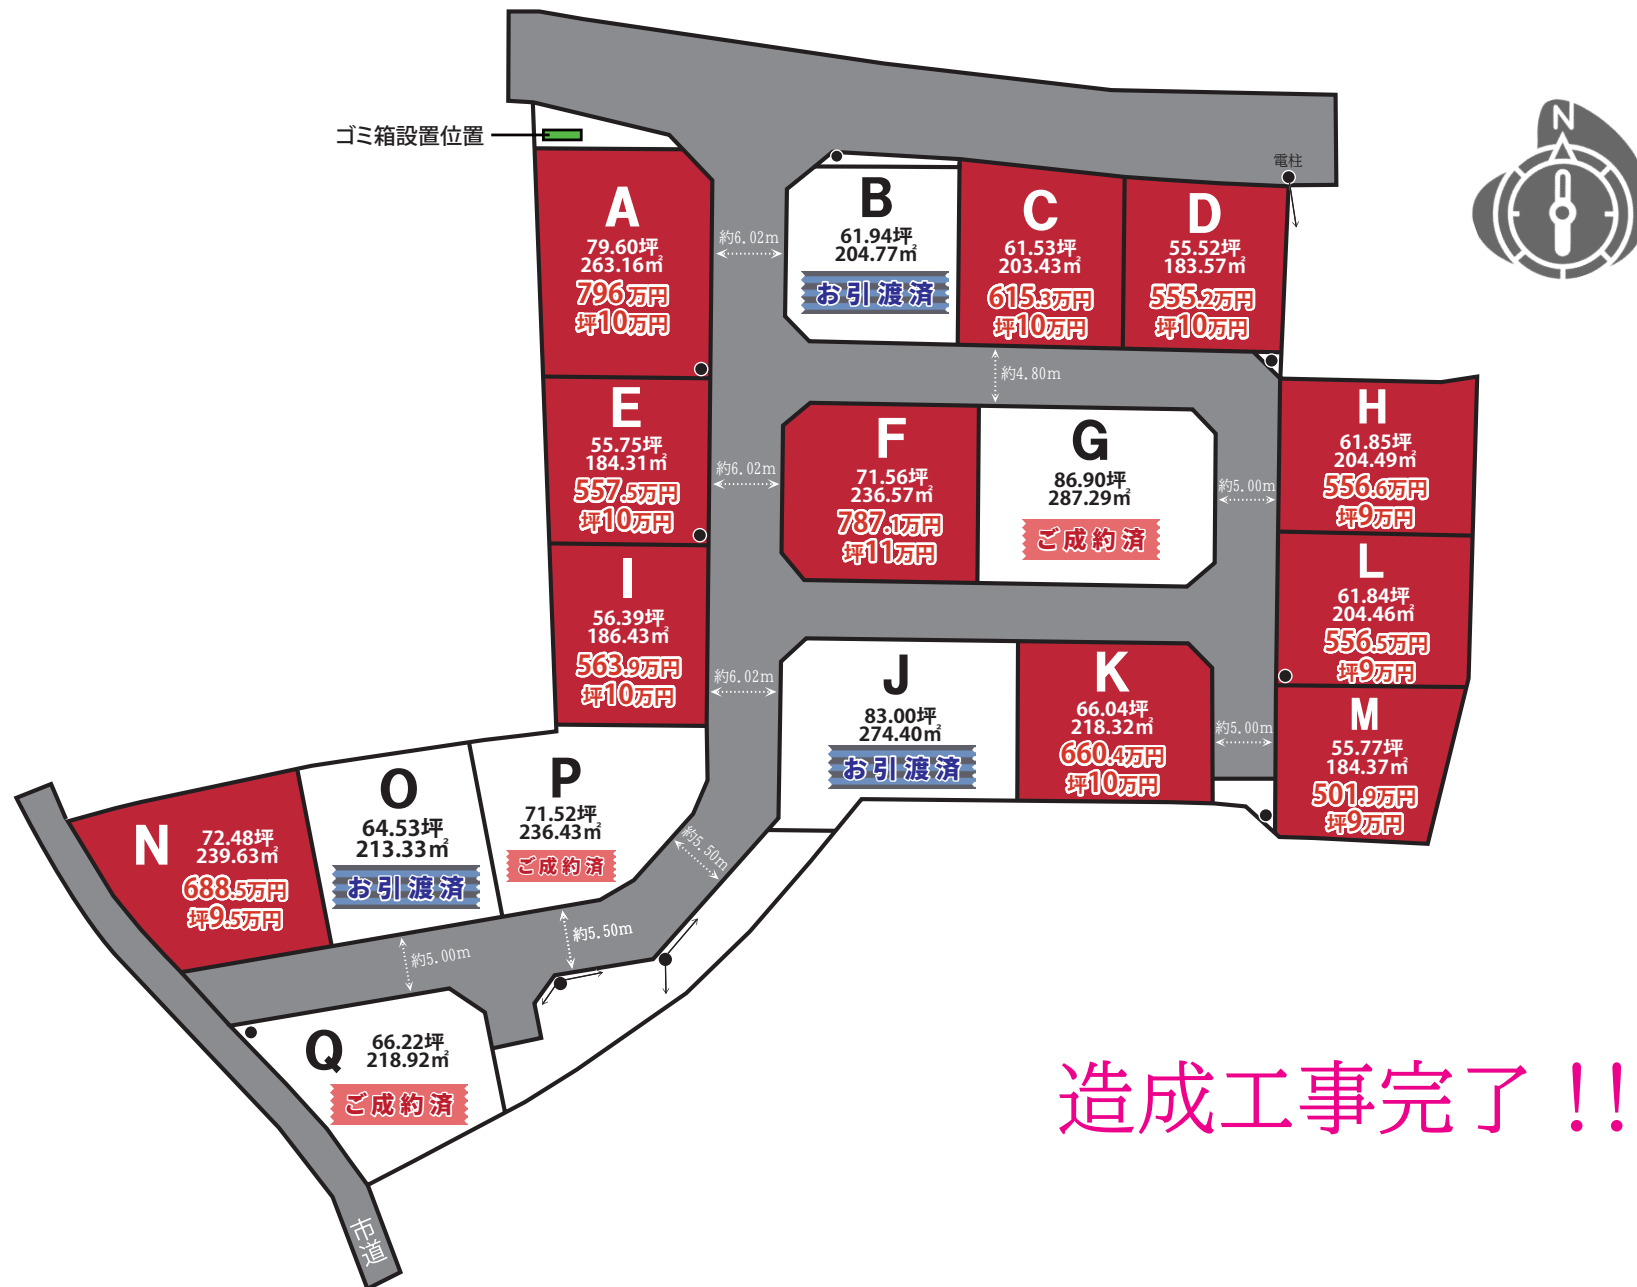 ゴミ箱設置位置
電柱
N
A
79.60坪
263.16㎡
796万円
坪10万円
約6.02m
B
61.94坪
204.77㎡
お引渡済
C
61.53坪
203.43㎡
615.3万円
坪10万円
D
55.52坪
183.57㎡
555.2万円
坪10万円
約4.80m
E
55.75坪
184.31㎡
557.5万円
坪10万円
約6.02m
F
71.56坪
236.57㎡
787.1万円
坪11万円
G
86.90坪
287.29㎡
ご成約済
約5.00m
H
61.85坪
204.49㎡
556.6万円
坪9万円
I
56.39坪
186.43㎡
563.9万円
坪10万円
約6.02m
J
83.00坪
274.40㎡
お引渡済
K
66.04坪
218.32㎡
660.4万円
坪10万円
約5.00m
L
61.84坪
204.46㎡
556.5万円
坪9万円
M
55.77坪
184.37㎡
501.9万円
坪9万円
N
72.48坪
239.63㎡
688.5万円
坪9.5万円
O
64.53坪
213.33㎡
お引渡済
P
71.52坪
236.43㎡
ご成約済
約5.50m
約5.50m
約5.00m
Q
66.22坪
218.92㎡
ご成約済
市道
造成工事完了!!